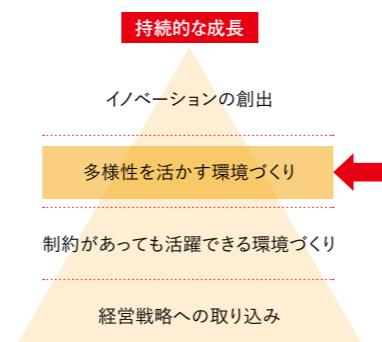 持続的な成長
イノベーションの創出
多様性を活かす環境づくり
制約があっても活躍できる環境づくり
経営戦略への取り込み